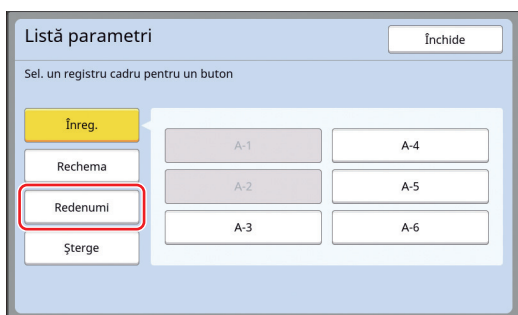 Listă parametri
Închide
Sel. un registru cadru pentru un buton
Înreg.
Rechema
Redenumi
Şterge
A-1
A-4
A-2
A-5
A-3
A-6